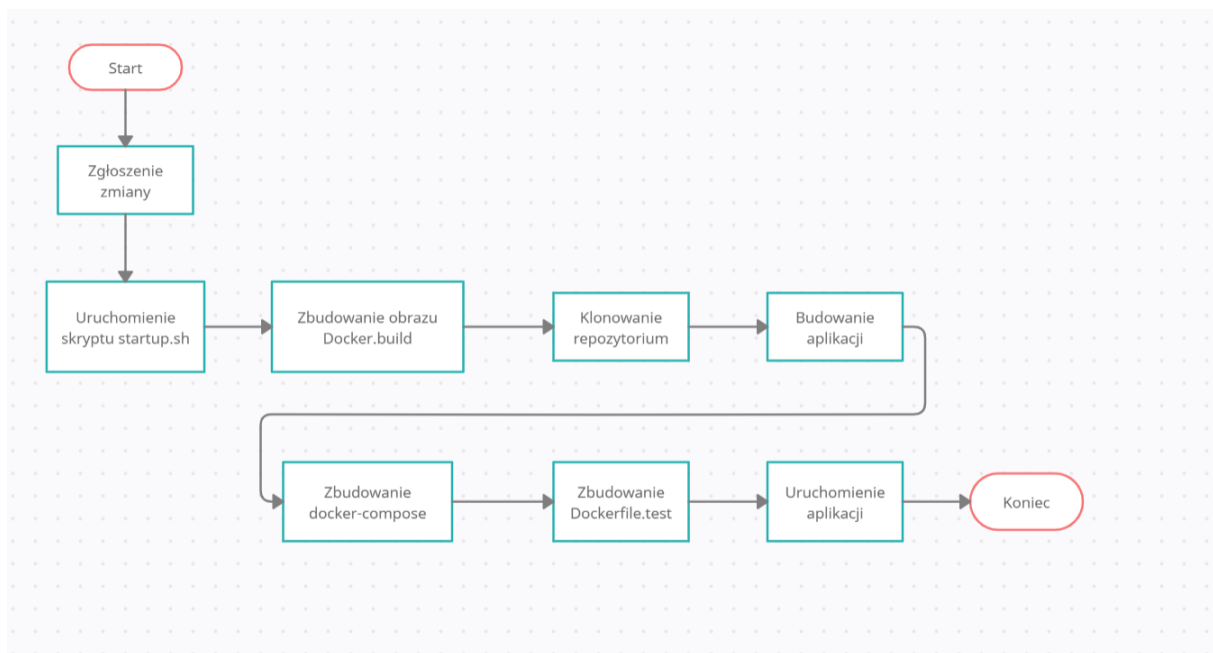 Start
Zgłoszenie
zmiany
Uruchomienie
skryptu startup.sh
Zbudowanie obrazu
Docker.build
Klonowanie
repozytorium
Budowanie
aplikacji
Zbudowanie
docker-compose
Zbudowanie
Dockerfile.test
Uruchomienie
aplikacji
Koniec